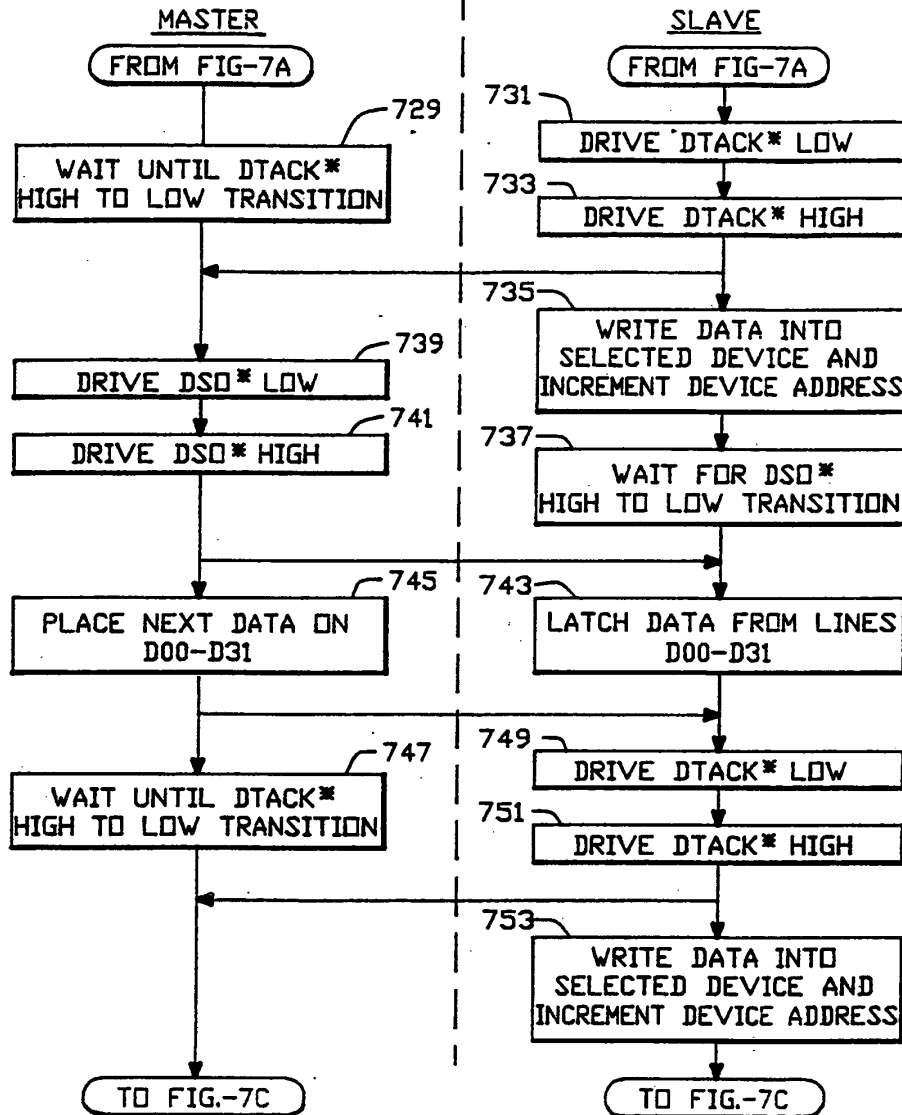 MASTER
FROM FIG-7A
729
WAIT UNTIL DTACK*
HIGH TO LOW TRANSITION
739
DRIVE DSO* LOW
741
DRIVE DSO* HIGH
745
PLACE NEXT DATA ON
D00-D31
747
WAIT UNTIL DTACK*
HIGH TO LOW TRANSITION
TO FIG.-7C
SLAVE
FROM FIG-7A
731
DRIVE DTACK* LOW
733
DRIVE DTACK* HIGH
735
WRITE DATA INTO
SELECTED DEVICE AND
INCREMENT DEVICE ADDRESS
737
WAIT FOR DSO*
HIGH TO LOW TRANSITION
743
LATCH DATA FROM LINES
D00-D31
749
DRIVE DTACK* LOW
751
DRIVE DTACK* HIGH
753
WRITE DATA INTO
SELECTED DEVICE AND
INCREMENT DEVICE ADDRESS
TO FIG.-7C